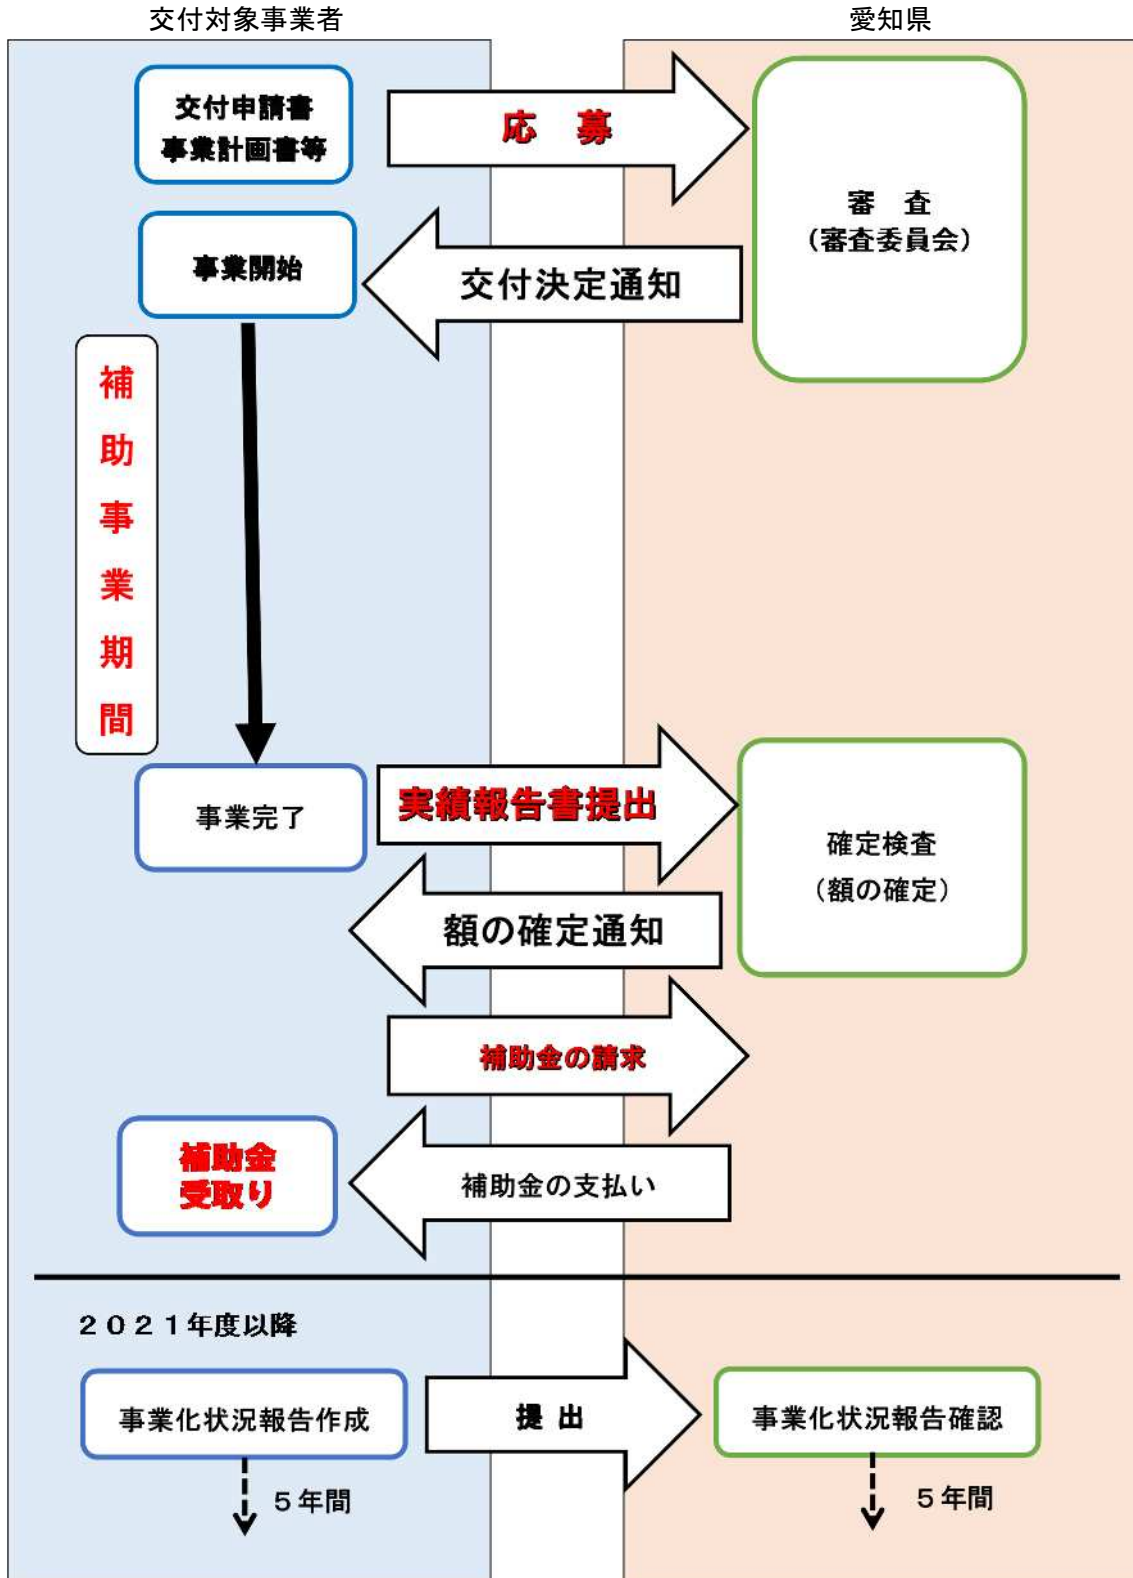 交付対象事業者
愛知県
交付申請書
事業計画書等
応　募
審　査
（審査委員会）
事業開始
交付決定通知
補助事業期間
事業完了
実績報告書提出
確定検査
（額の確定）
額の確定通知
補助金の請求
補助金
受取り
補助金の支払い
２０２１年度以降
事業化状況報告作成
提 出
事業化状況報告確認
５年間
５年間